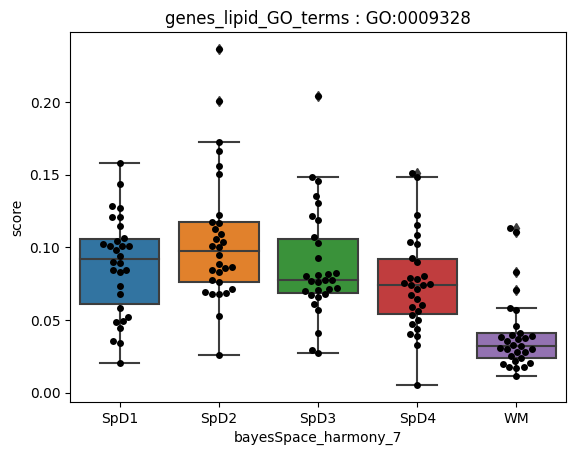 genes_lipid_GO_terms : GO:0009328
score
0.20
0.15
0.10
0.05
0.00
SpD1 SpD2 SpD3 SpD4 WM
bayesSpace_harmony_7